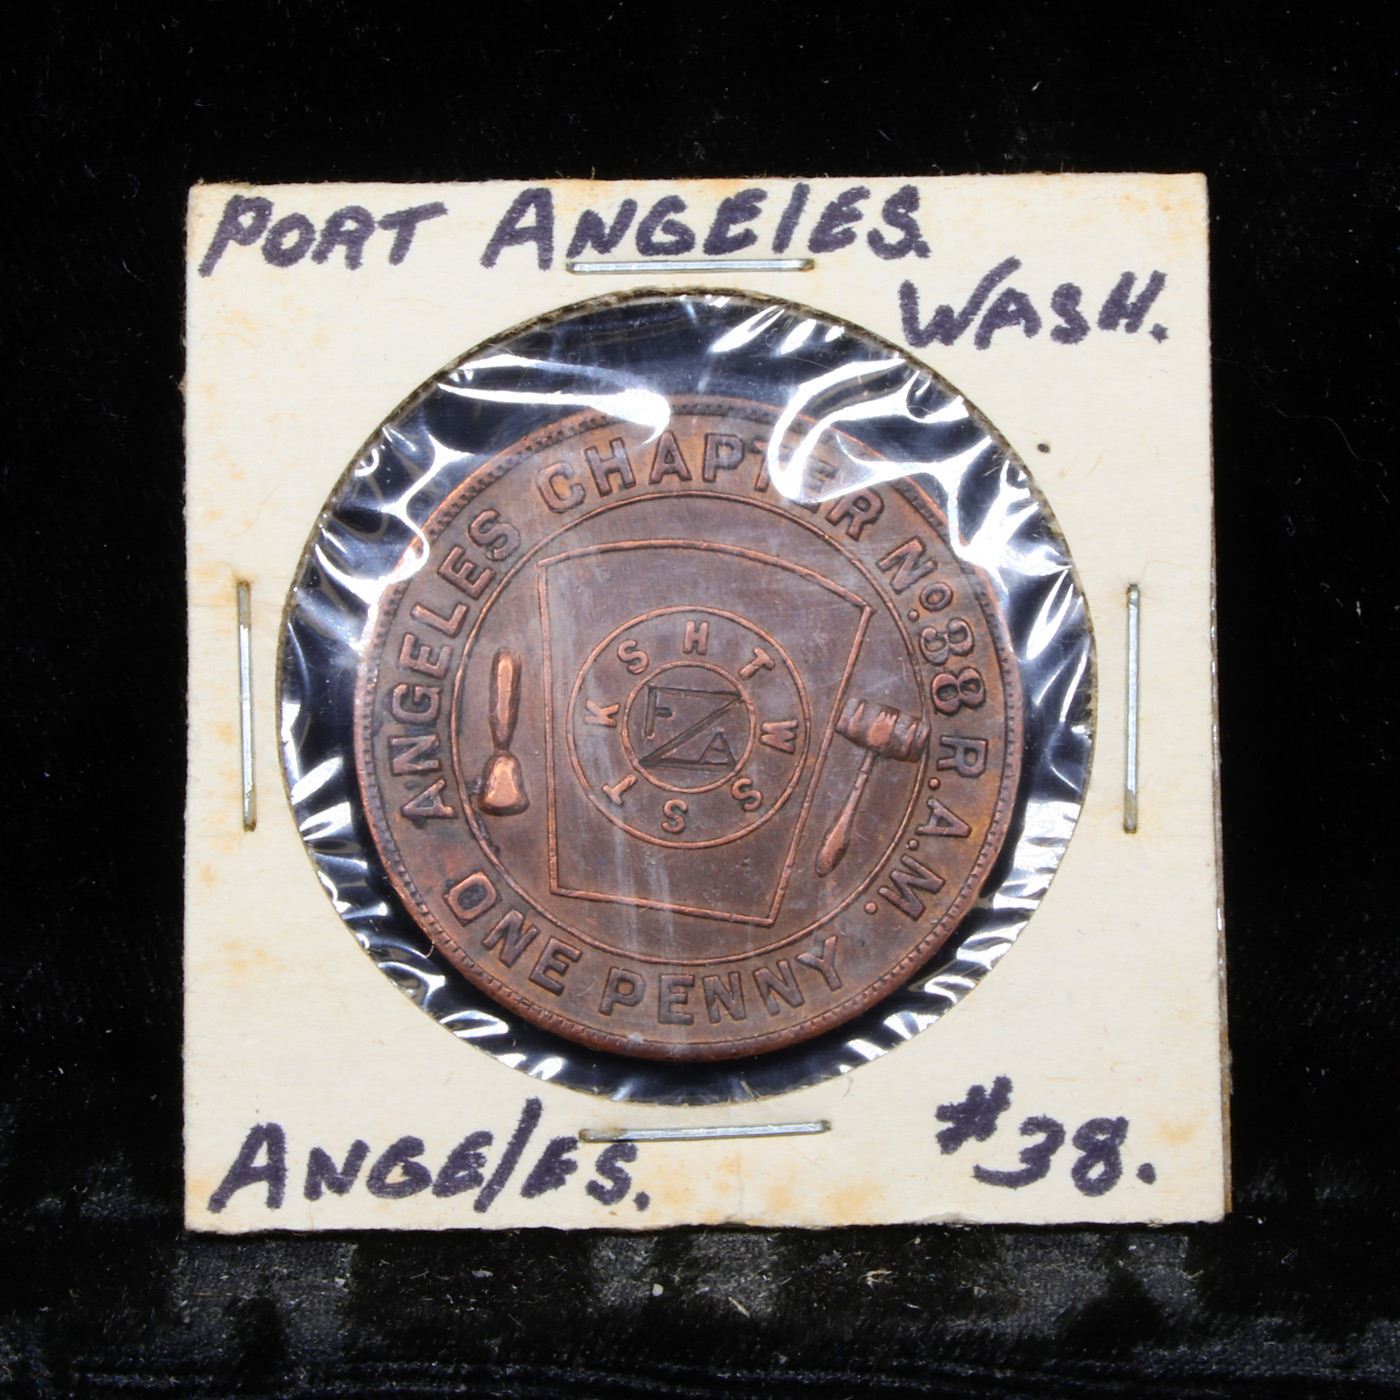 PORT ANGELES.
WASH.
ANGELES CHAPTER No. 38 R.A.M.
H T W S S T K S
ONE PENNY
ANGELES.
#38.